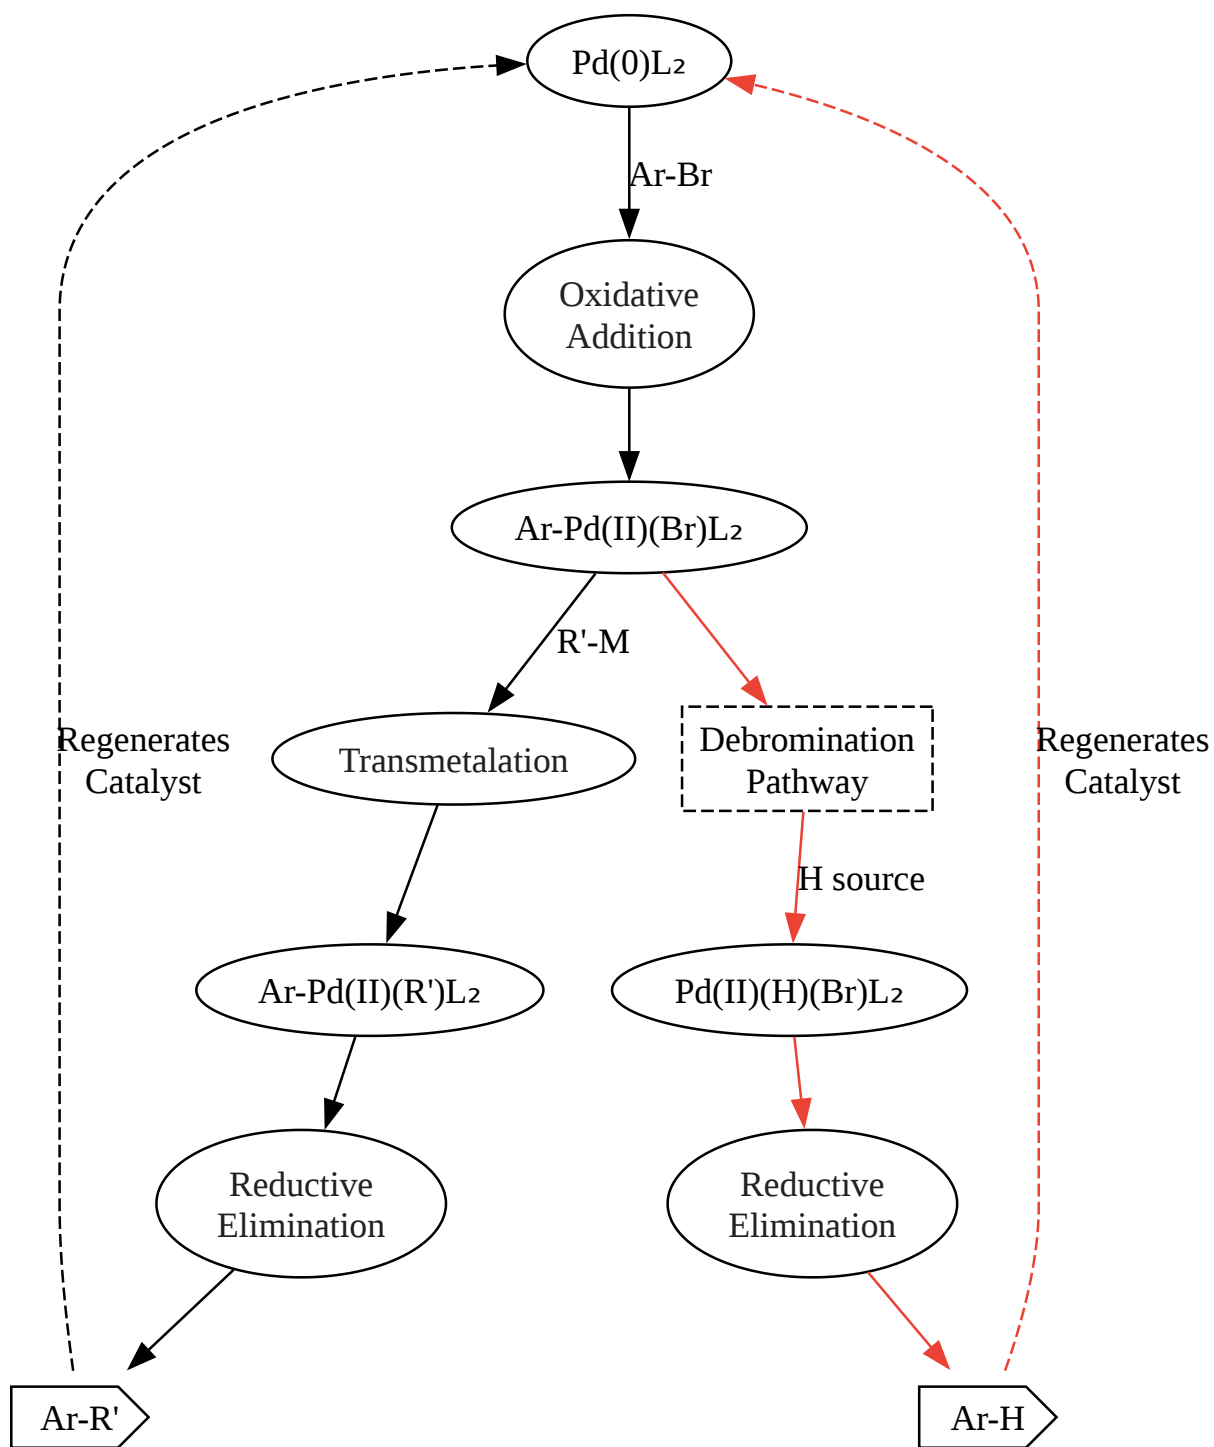 Pd(0)L₂
Ar-Br
Oxidative
Addition
Ar-Pd(II)(Br)L₂
R'-M
Regenerates
Catalyst
Transmetalation
Debromination
Pathway
Regenerates
Catalyst
H source
Ar-Pd(II)(R')L₂
Pd(II)(H)(Br)L₂
Reductive
Elimination
Reductive
Elimination
Ar-R'
Ar-H